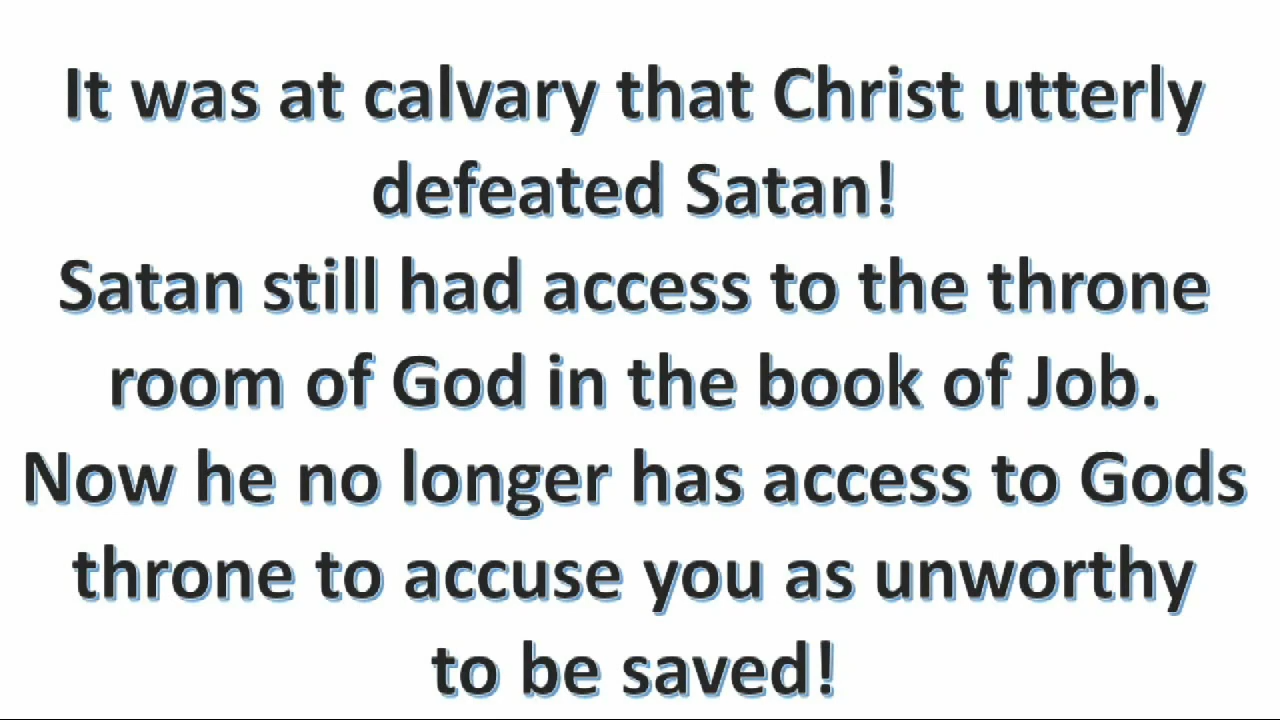 It was at calvary that Christ utterly
defeated Satan!
Satan still had access to the throne
room of God in the book of Job.
Now he no longer has access to Gods
throne to accuse you as unworthy
to be saved!